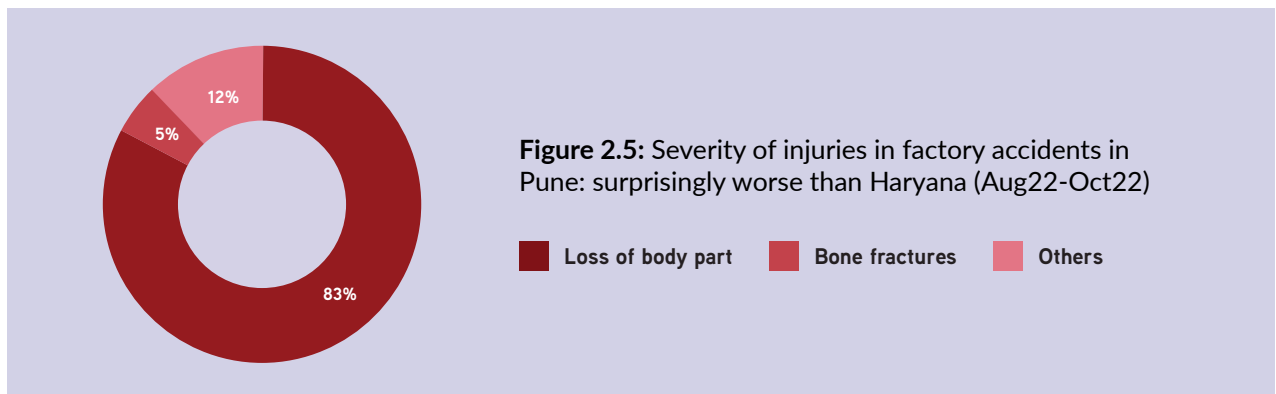 12%
5%
83%
Figure 2.5: Severity of injuries in factory accidents in
Pune: surprisingly worse than Haryana (Aug22-Oct22)
Loss of body part
Bone fractures
Others